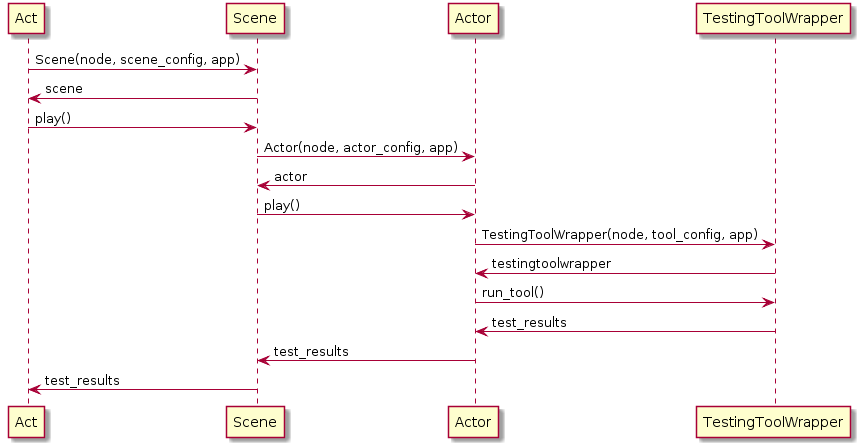 Act Scene Actor TestingToolWrapper
Scene(node, scene_config, app)
scene
play()
Actor(node, actor_config, app)
actor
play()
TestingToolWrapper(node, tool_config, app)
testingtoolwrapper
run_tool()
test_results
test_results
test_results
Act Scene Actor TestingToolWrapper